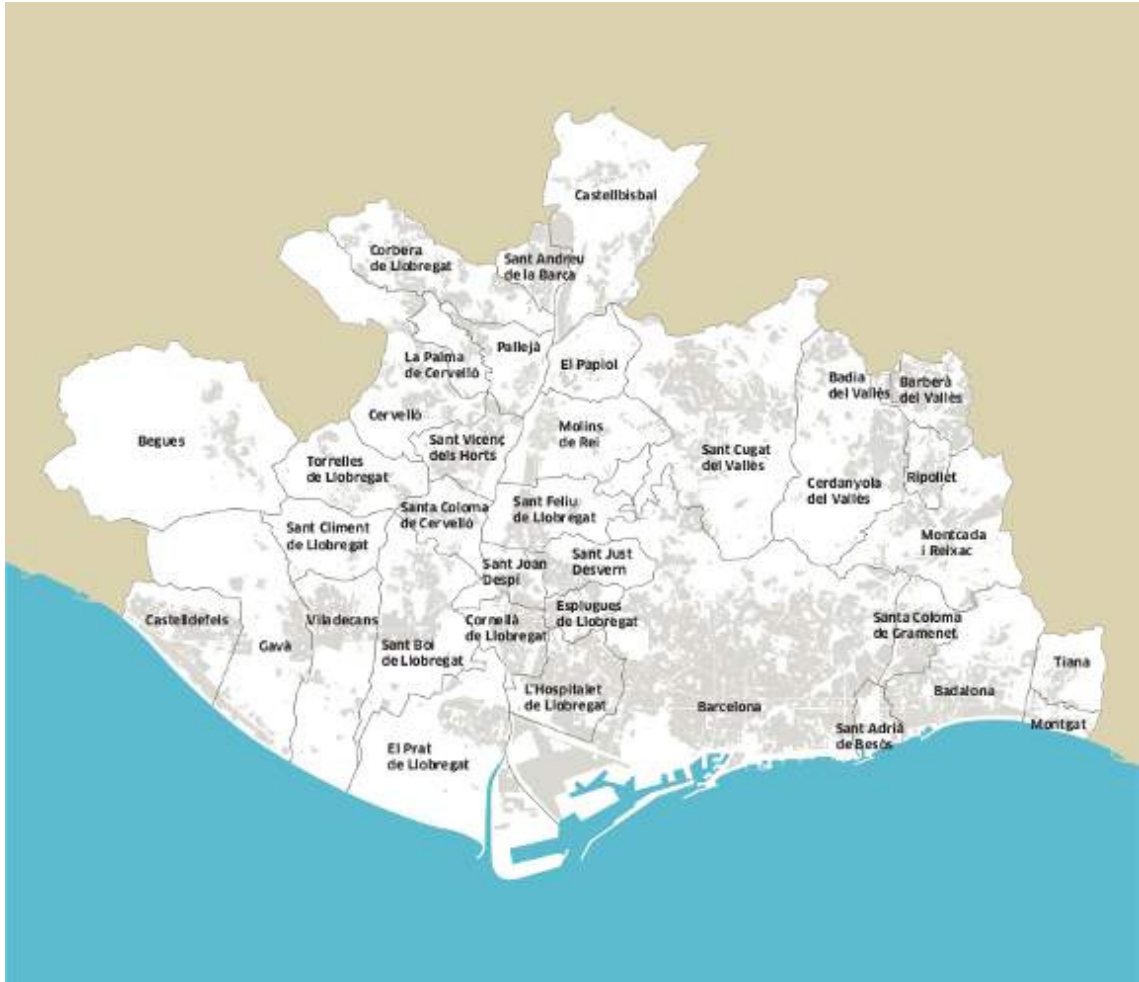 Castellbisbal
Corbera
de Llobregat
Sant Andreu
de la Barca
Pallejà
La Palma
de Cervelló
El Papiol
Badia
del Vallès
Barberà
del Vallès
Cervelló
Begues
Sant Vicenç
dels Horts
Molins
de Rei
Sant Cugat
del Vallès
Torrelles
de Llobregat
Cerdanyola
del Vallès
Ripollet
Santa Coloma
de Cervelló
Sant Feliu
de Llobregat
Sant Climent
de Llobregat
Montcada
i Reixac
Sant Joan
Despí
Sant Just
Desvern
Castelldefels
Viladecans
Gavà
Sant Boi
de Llobregat
Cornellà
de Llobregat
Esplugues
de Llobregat
Santa Coloma
de Gramenet
Tiana
Badalona
L'Hospitalet
de Llobregat
Barcelona
Montgat
Sant Adrià
de Besòs
El Prat
de Llobregat